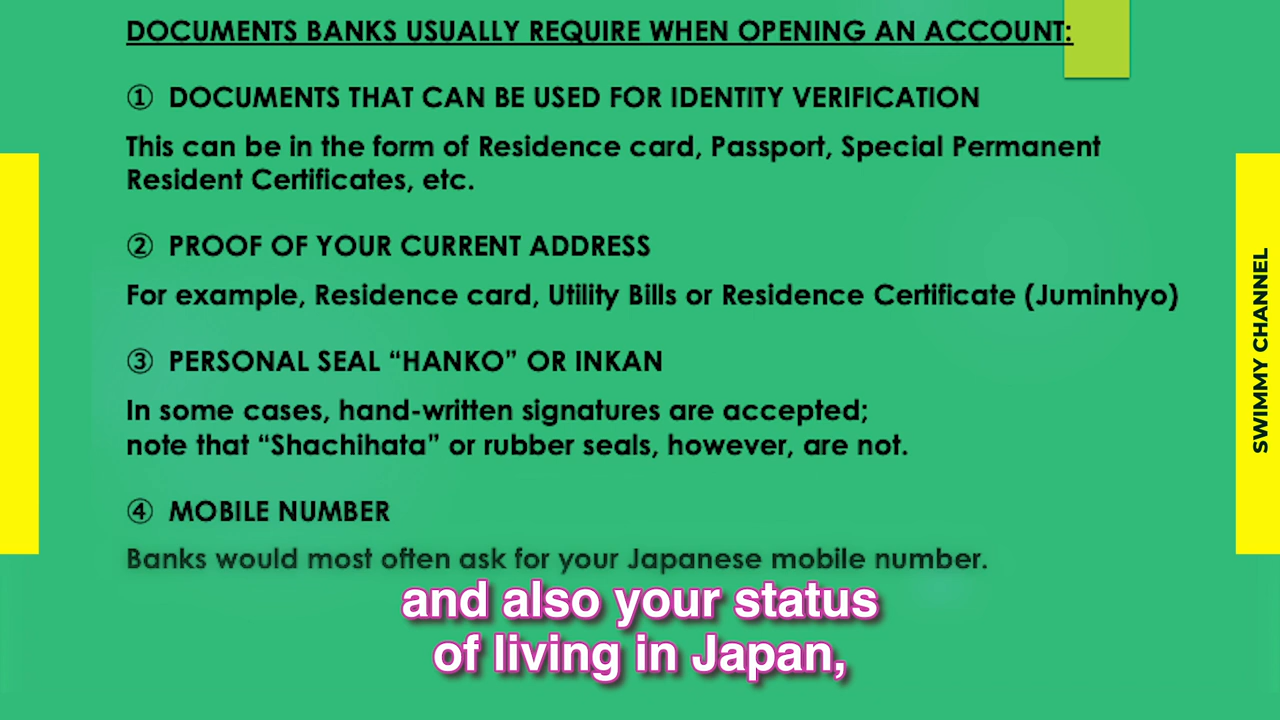 DOCUMENTS BANKS USUALLY REQUIRE WHEN OPENING AN ACCOUNT:
① DOCUMENTS THAT CAN BE USED FOR IDENTITY VERIFICATION
This can be in the form of Residence card, Passport, Special Permanent
Resident Certificates, etc.
② PROOF OF YOUR CURRENT ADDRESS
For example, Residence card, Utility Bills or Residence Certificate (Juminhyo)
③ PERSONAL SEAL “HANKO” OR INKAN
In some cases, hand-written signatures are accepted;
note that “Shachihata” or rubber seals, however, are not.
④ MOBILE NUMBER
Banks would most often ask for your Japanese mobile number.
and also your status
of living in Japan,
SWIMMY CHANNEL